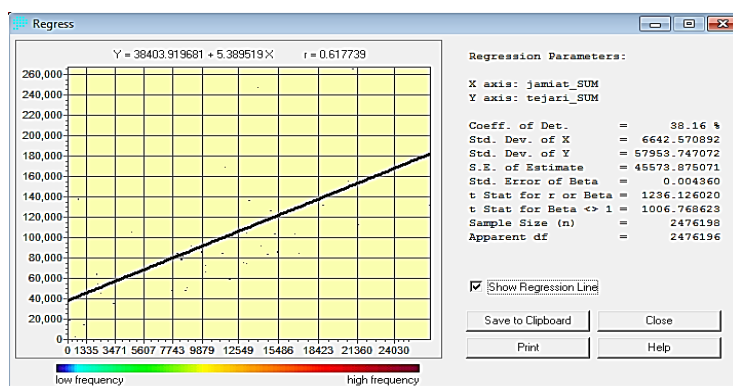 Regress
Y = 38403.919681 + 5.389519 X r = 0.617739
260,000
240,000
220,000
200,000
180,000
160,000
140,000
120,000
100,000
80,000
60,000
40,000
20,000
0
0 1335 3471 5607 7743 9879 12549 15486 18423 21360 24030
low frequency high frequency
Regression Parameters:
X axis: jamiat_SUM
Y axis: tejari_SUM
Coeff. of Det. = 38.16 %
Std. Dev. of X = 6642.570892
Std. Dev. of Y = 57953.747072
S.E. of Estimate = 45573.875071
Std. Error of Beta = 0.004360
t Stat for r or Beta = 1236.126020
t Stat for Beta <> 1 = 1006.768623
Sample Size (n) = 2476198
Apparent df = 2476196
Show Regression Line
Save to Clipboard Close
Print Help